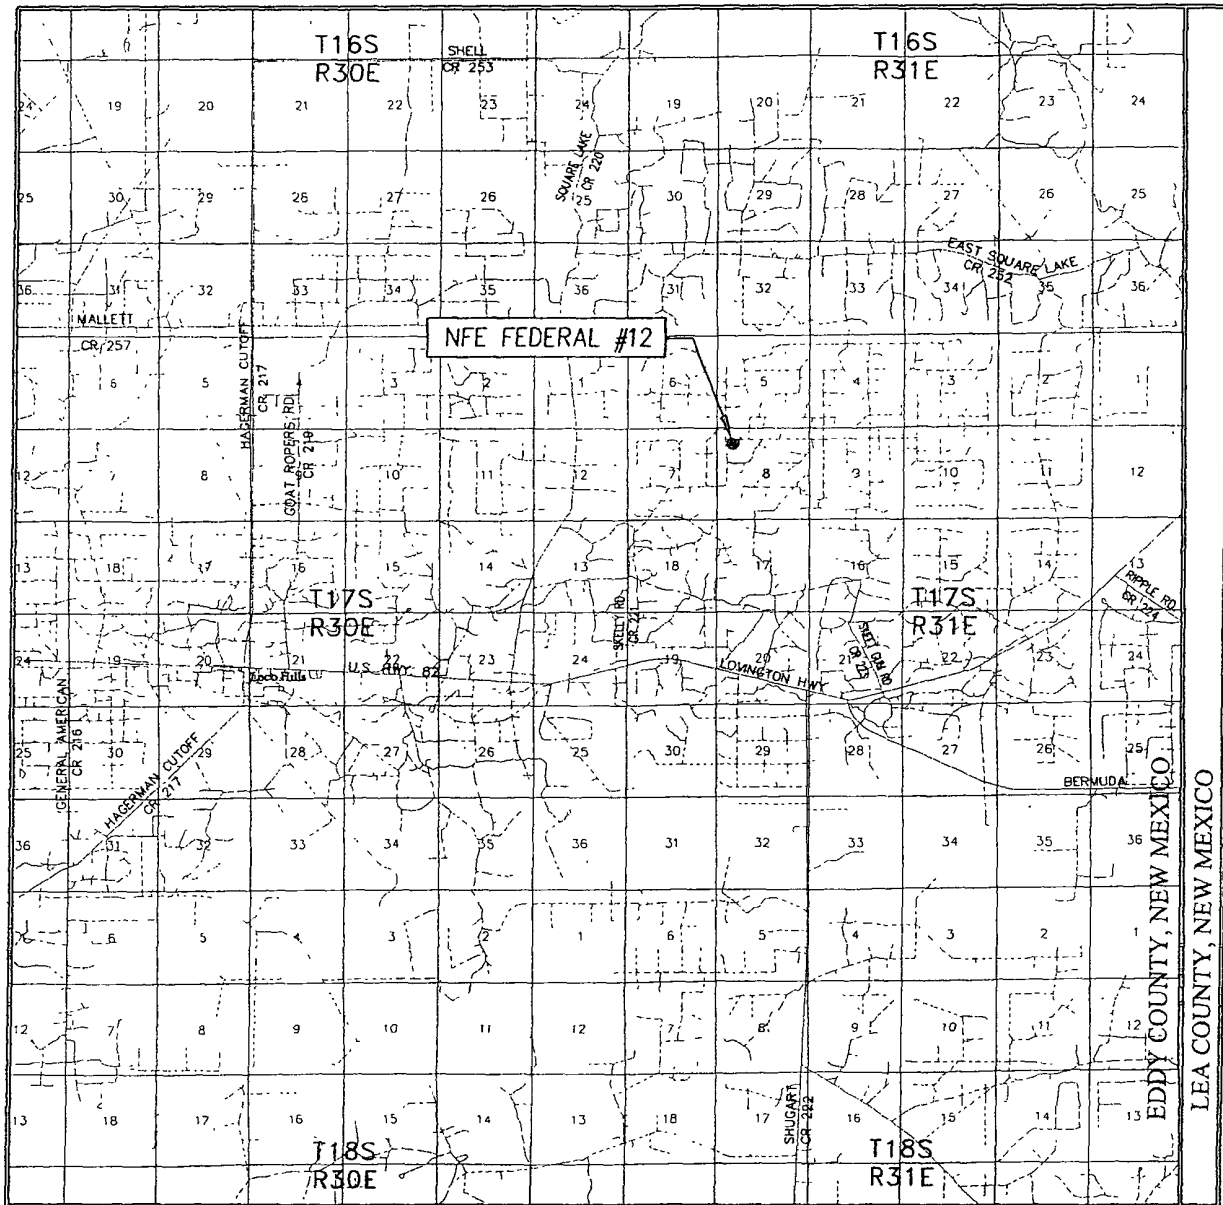 T16S
R30E
SHELL
CR 253
T16S
R31E
24 19 20 21 22 23 24 19 20 21 22 23 24
SQUARE LAKE
CR 220
25 30 29 28 27 26 25 30 29 28 27 26 25
EAST SQUARE LAKE
CR 252
36 31 32 33 34 35 36 31 32 33 34 35 36
MALLETT
CR 257
NFE FEDERAL #12
HAGERMAN CUTOFF
CR 217
6 5 3 2 1 6 5 4 3 2 1
GOAT ROPERS RD
CR 219
12 8 10 11 12 7 8 10 11 12
13 18 17 16 15 14 13 18 17 16 15 14 13
RIPPLE RD
CR 224
T17S
R30E
SKELLY RD
CR 221
T17S
R31E
SKEET GUN RD
CR 223
24 19 20 21 22 23 24 19 20 21 22 23 24
Loco Hills
U.S. HWY 82
LOVINGTON HWY
GENERAL AMERICAN
CR 216
25 30 29 28 27 26 25 30 29 28 27 26 25
HAGERMAN CUTOFF
CR 217
BERMUDA
36 31 32 33 34 35 36 31 32 33 34 35 36
6 5 4 3 2 1 6 5 4 3 2 1
12 7 8 9 10 11 12 7 8 9 10 11 12
13 18 17 16 15 14 13 18 17 16 15 14 13
SHUGART
CR 222
T18S
R30E
T18S
R31E
EDDY COUNTY, NEW MEXICO
LEA COUNTY, NEW MEXICO